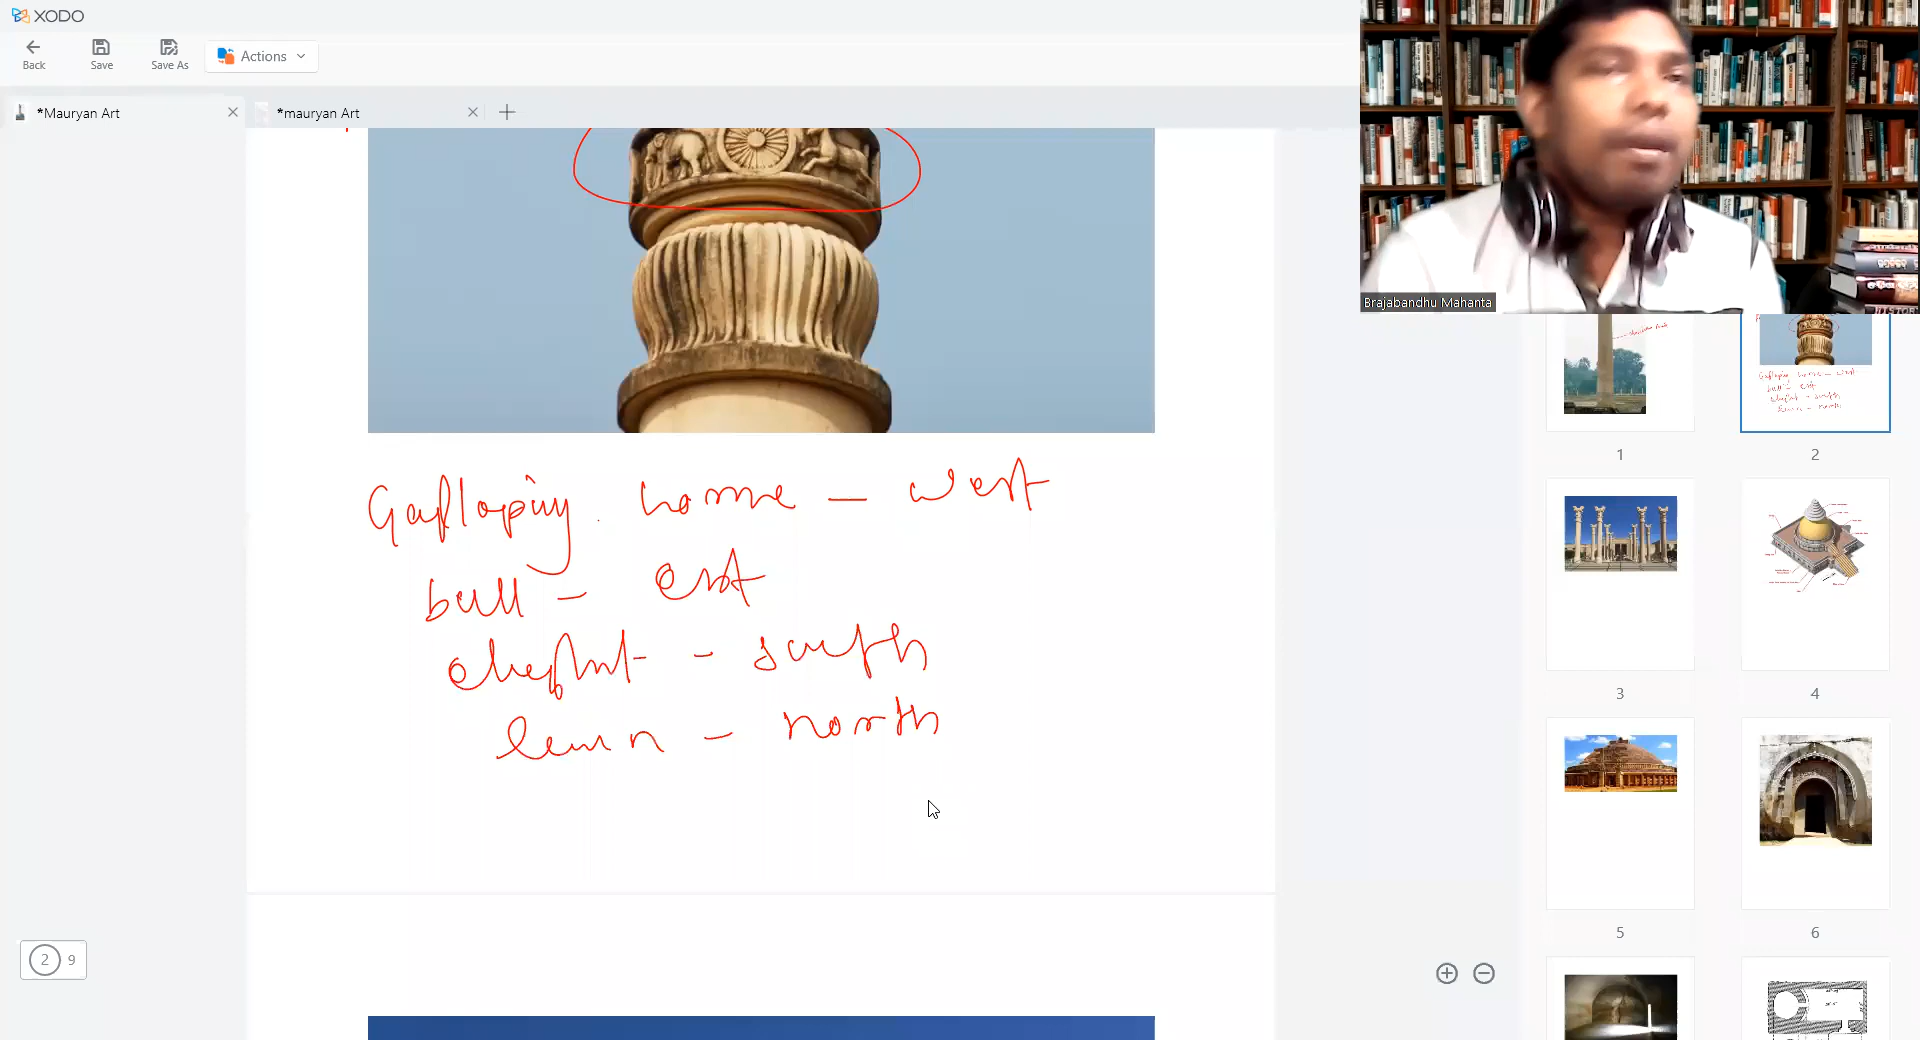 XODO
Back
Save
Save As
Actions
*Mauryan Art
*mauryan Art
Brajabandhu Mahanta
Galloping horse – west
bull – east
elephant – south
lion – north
1
2
3
4
5
6
2 9